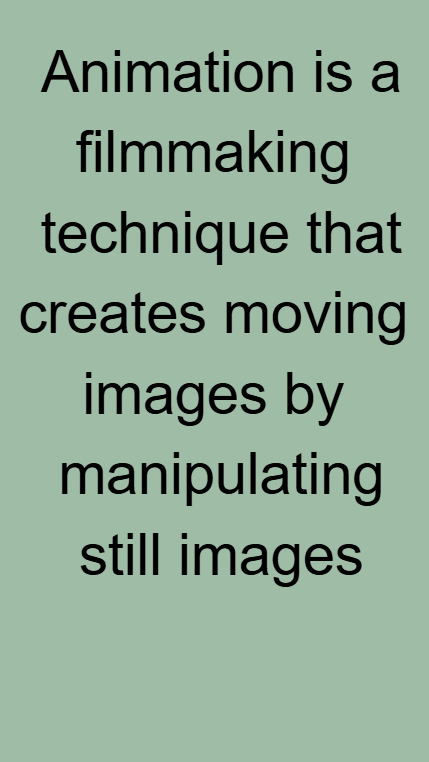 Animation is a
filmmaking
technique that
creates moving
images by
manipulating
still images